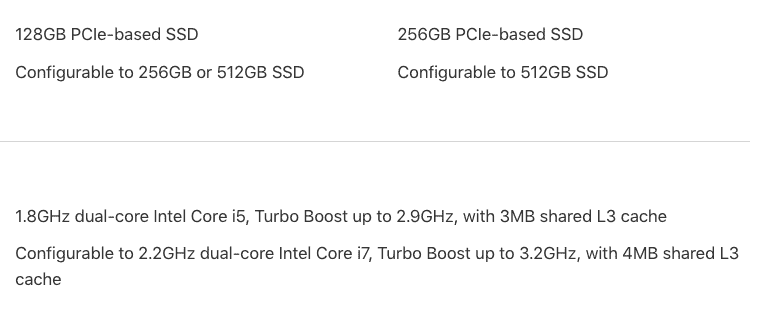 128GB PCIe-based SSD
Configurable to 256GB or 512GB SSD
256GB PCIe-based SSD
Configurable to 512GB SSD
1.8GHz dual-core Intel Core i5, Turbo Boost up to 2.9GHz, with 3MB shared L3 cache
Configurable to 2.2GHz dual-core Intel Core i7, Turbo Boost up to 3.2GHz, with 4MB shared L3
cache